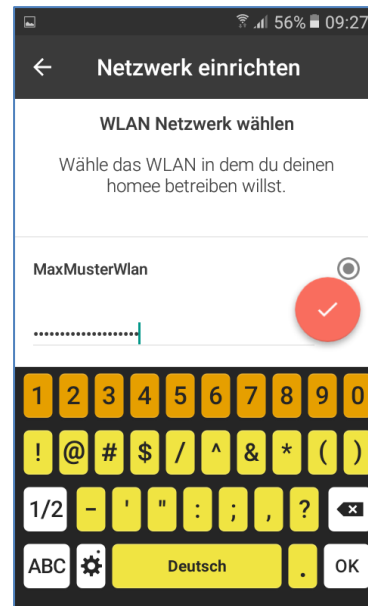 56% 09:27
Netzwerk einrichten
WLAN Netzwerk wählen
Wähle das WLAN in dem du deinen
homee betreiben willst.
MaxMusterWlan
••••••••••••••••••••
1 2 3 4 5 6 7 8 9 0
! @ # $ / ^ & * ( )
1/2 - ' " : ; , ?
ABC Deutsch . OK